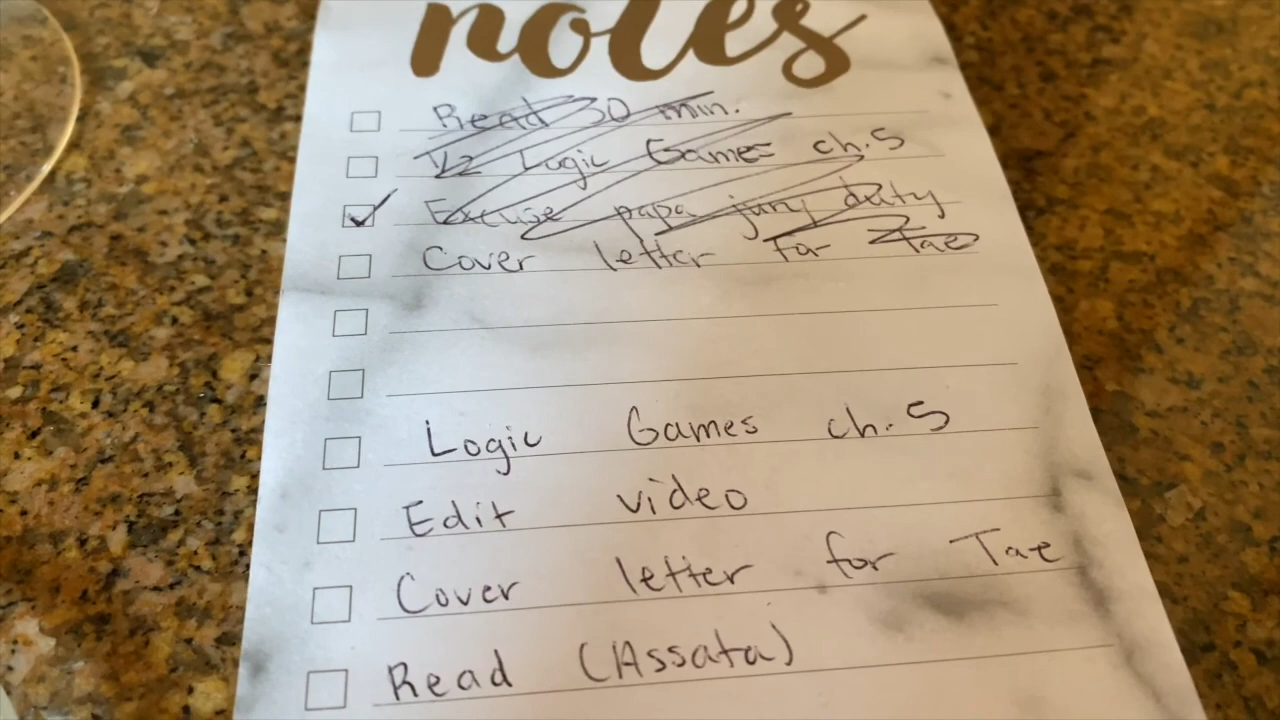 notes
Read 30 min.
1/2 Logic Games ch.5
Excuse papa jury duty
Cover letter for Tae
Logic Games ch.5
Edit video
Cover letter for Tae
Read (Assata)